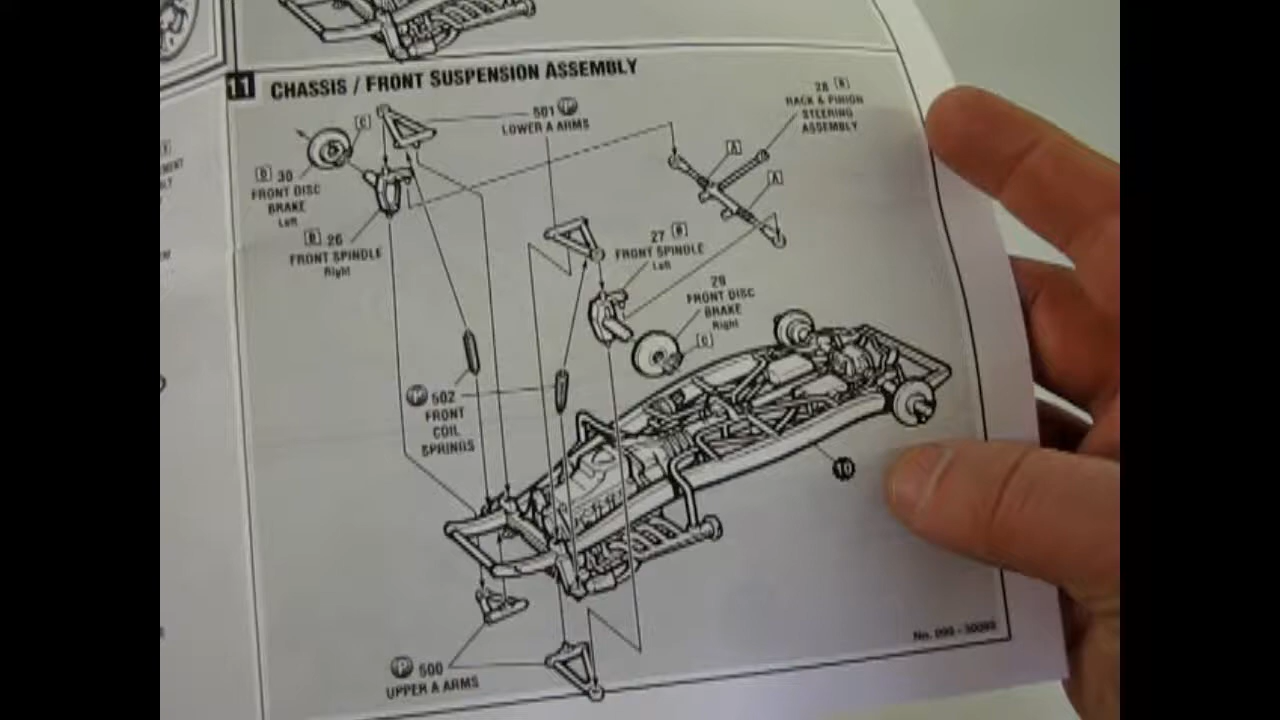 11 CHASSIS / FRONT SUSPENSION ASSEMBLY
C
P
501
LOWER A ARMS
28 B
RACK & PINION
STEERING
ASSEMBLY
A
A
30
FRONT DISC
BRAKE
Left
26
FRONT SPINDLE
Right
27 B
FRONT SPINDLE
Left
29
FRONT DISC
BRAKE
Right
C
P 502
FRONT
COIL
SPRINGS
10
P 500
UPPER A ARMS